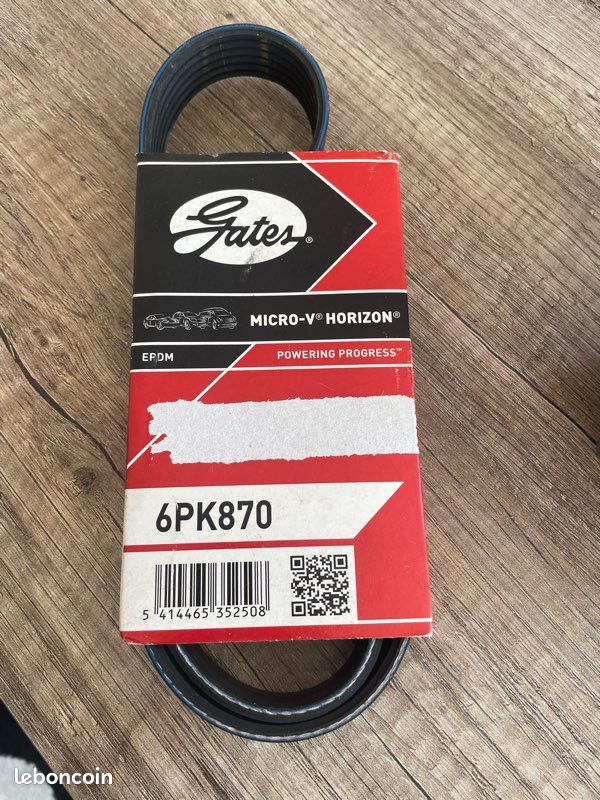 Gates®
MICRO-V® HORIZON®
EPDM
POWERING PROGRESS™
6PK870
5 414465 352508
leboncoin